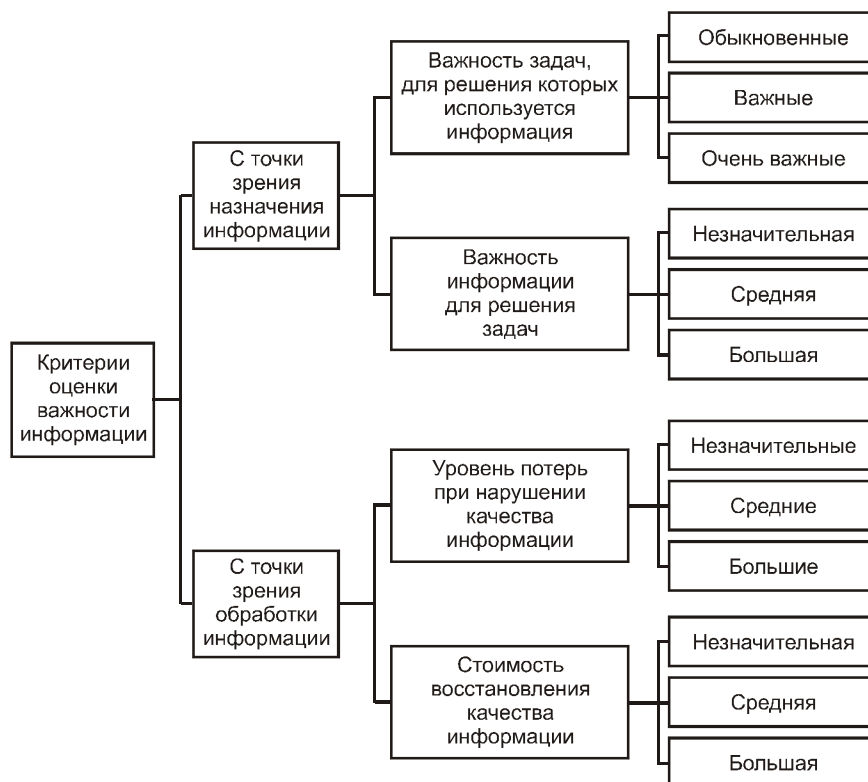 Критерии
оценки
важности
информации
С точки
зрения
назначения
информации
Важность задач,
для решения которых
используется
информация
Обыкновенные
Важные
Очень важные
Важность
информации
для решения
задач
Незначительная
Средняя
Большая
С точки
зрения
обработки
информации
Уровень потерь
при нарушении
качества
информации
Незначительные
Средние
Большие
Стоимость
восстановления
качества
информации
Незначительная
Средняя
Большая